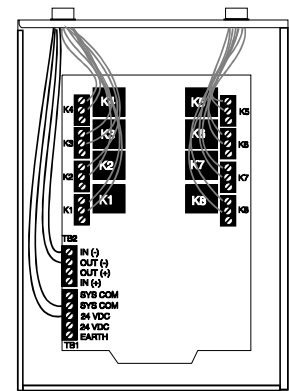 K4 K4 K5 K5
K3 K3 K6 K6
K2 K2 K7 K7
K1 K1 K8 K8
TB2
IN (-)
OUT (-)
OUT (+)
IN (+)
SYS COM
SYS COM
24 VDC
24 VDC
EARTH
TB1